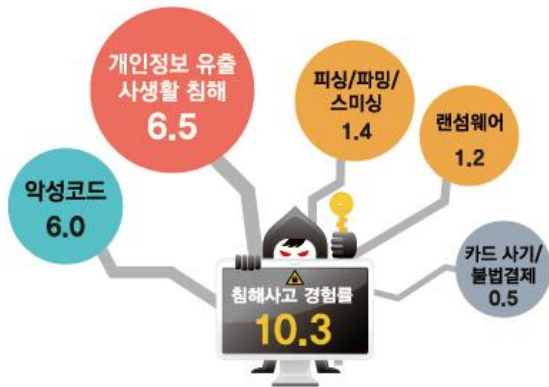 개인정보 유출
사생활 침해
6.5
피싱/파밍/
스미싱
1.4
랜섬웨어
1.2
악성코드
6.0
카드 사기/
불법결제
0.5
침해사고 경험률
10.3